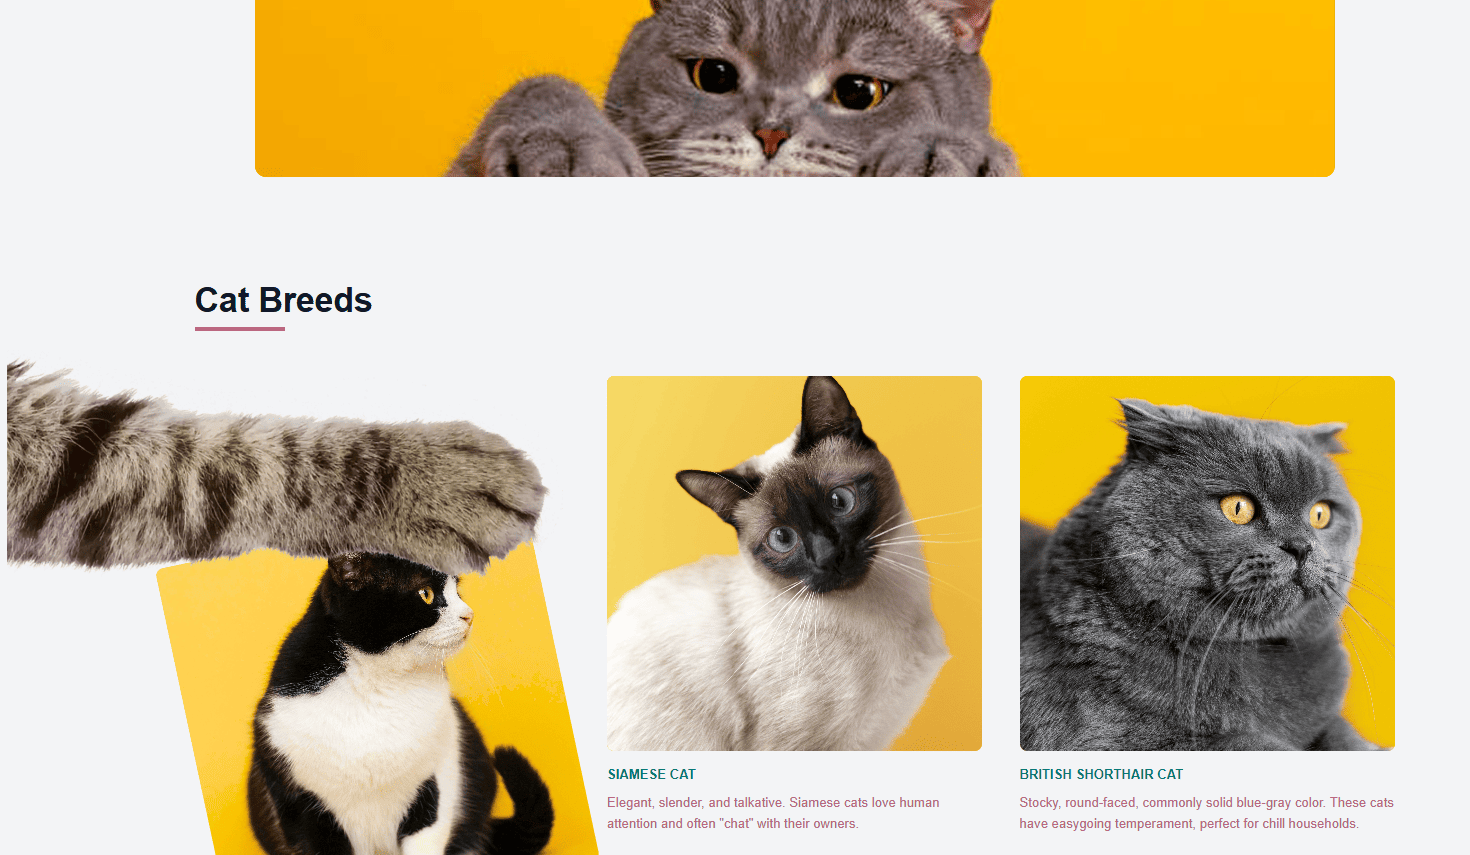 Cat Breeds
SIAMESE CAT
Elegant, slender, and talkative. Siamese cats love human
attention and often "chat" with their owners.
BRITISH SHORTHAIR CAT
Stocky, round-faced, commonly solid blue-gray color. These cats
have easygoing temperament, perfect for chill households.